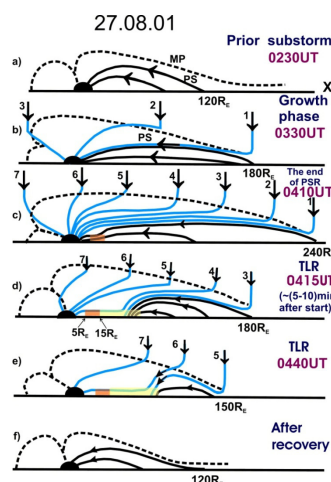 27.08.01
Prior substorm
0230UT
a)
MP
PS
X
120RE
Growth
phase
0330UT
b)
3
2
1
PS
180RE
7
6
5
4
3
2
1
The end
of PSR
0410UT
c)
240R
d)
7
6
5
4
3
TLR
0415UT
(~(5-10)min
after start)
5RE
15RE
180RE
e)
7
6
5
TLR
0440UT
150RE
f)
After
recovery
120R